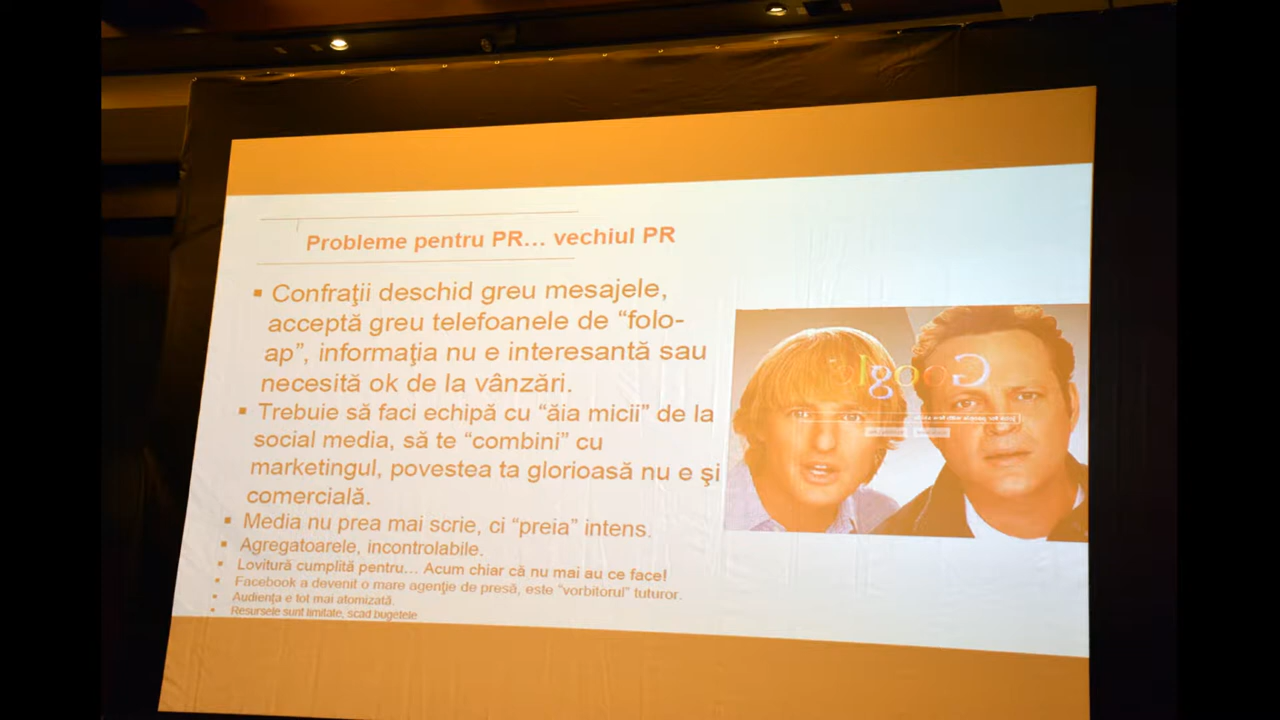 Probleme pentru PR... vechiul PR
▪ Confraţii deschid greu mesajele,
acceptă greu telefoanele de “folo-
ap”, informaţia nu e interesantă sau
necesită ok de la vânzări.
▪ Trebuie să faci echipă cu “ăia micii” de la
social media, să te “combini” cu
marketingul, povestea ta glorioasă nu e şi
comercială.
▪ Media nu prea mai scrie, ci “preia” intens.
▪ Agregatoarele, incontrolabile.
▪ Lovitură cumplită pentru... Acum chiar că nu mai au ce face!
▪ Facebook a devenit o mare agenţie de presă, este “vorbitorul” tuturor.
▪ Audienţa e tot mai atomizată.
▪ Resursele sunt limitate, scad bugetele
Google